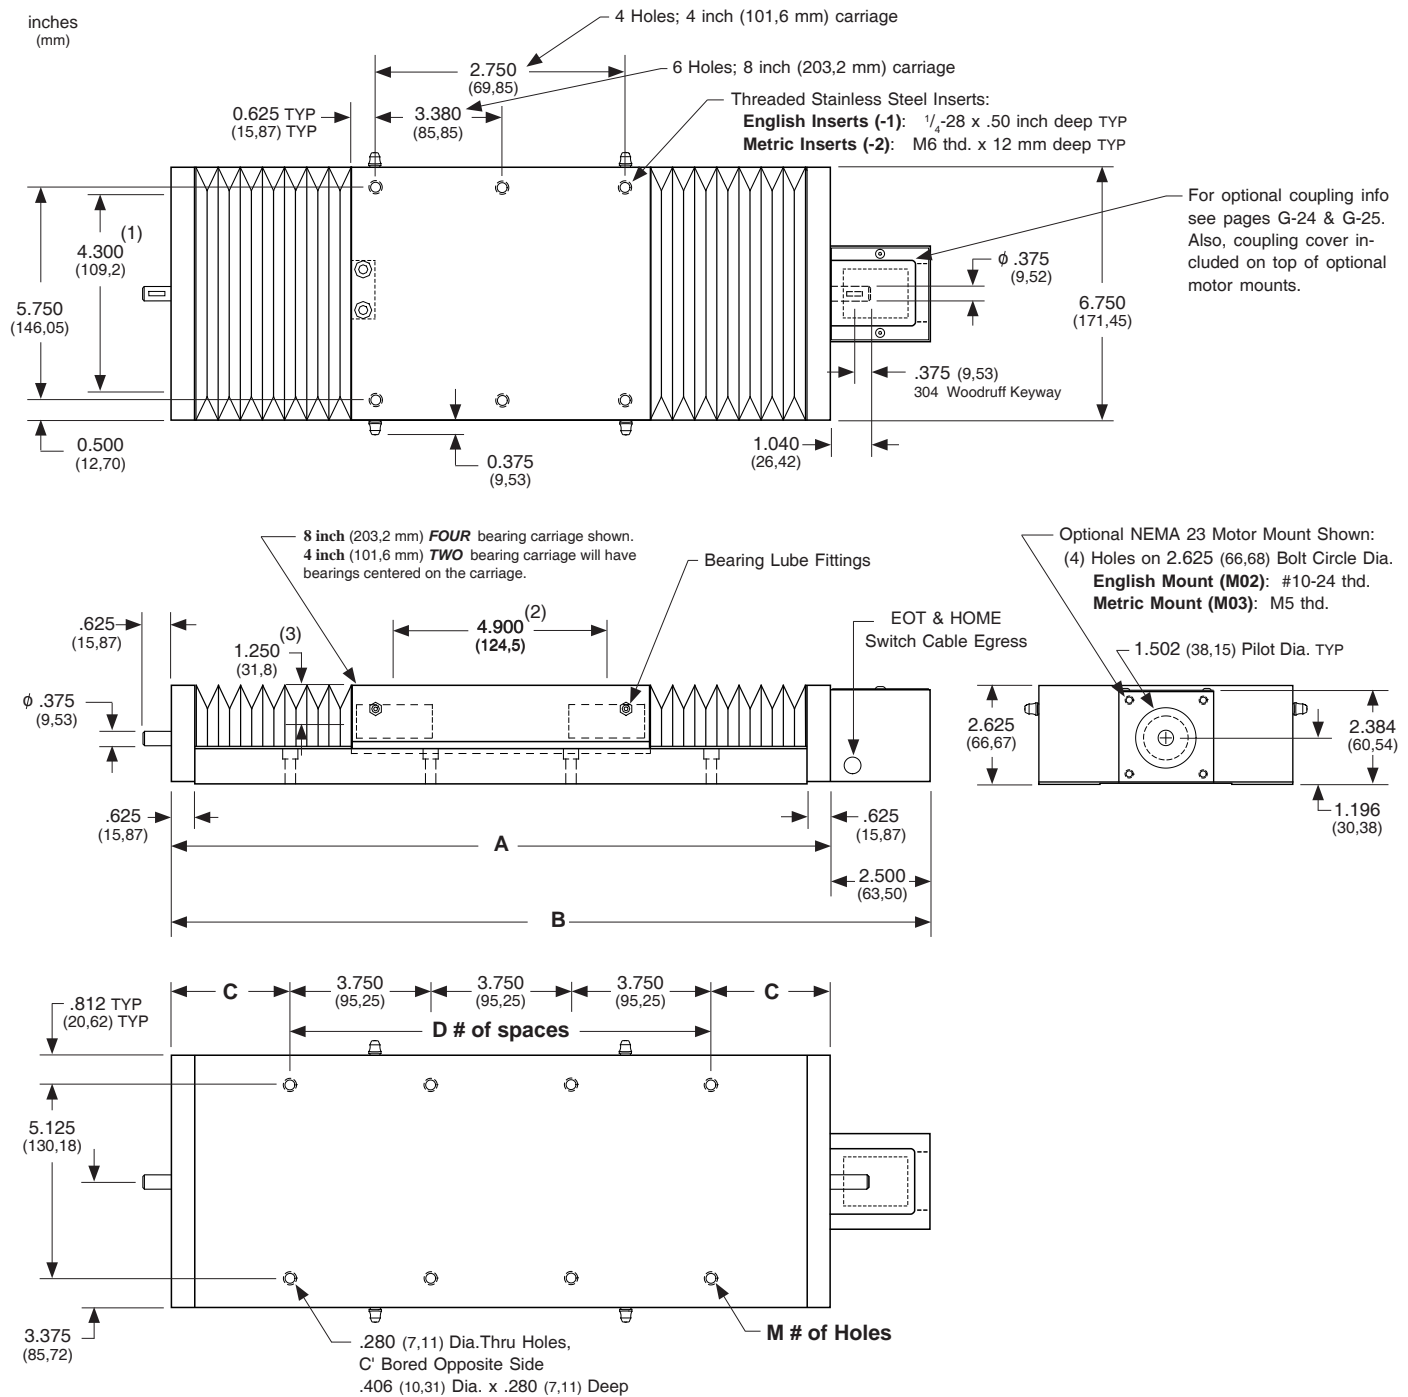 inches
(mm)
4 Holes; 4 inch (101,6 mm) carriage
2.750
(69,85)
6 Holes; 8 inch (203,2 mm) carriage
0.625 TYP
(15,87) TYP
3.380
(85,85)
Threaded Stainless Steel Inserts:
English Inserts (-1): 1/4-28 x .50 inch deep TYP
Metric Inserts (-2): M6 thd. x 12 mm deep TYP
For optional coupling info
see pages G-24 & G-25.
Also, coupling cover in-
cluded on top of optional
motor mounts.
(1)
4.300
(109,2)
5.750
(146,05)
ϕ .375
(9,52)
6.750
(171,45)
.375 (9,53)
304 Woodruff Keyway
0.500
(12,70)
0.375
(9,53)
1.040
(26,42)
8 inch (203,2 mm) FOUR bearing carriage shown.
4 inch (101,6 mm) TWO bearing carriage will have
bearings centered on the carriage.
Bearing Lube Fittings
Optional NEMA 23 Motor Mount Shown:
(4) Holes on 2.625 (66,68) Bolt Circle Dia.
English Mount (M02): #10-24 thd.
Metric Mount (M03): M5 thd.
EOT & HOME
Switch Cable Egress
.625
(15,87)
(3)
1.250
(31,8)
(2)
4.900
(124,5)
1.502 (38,15) Pilot Dia. TYP
ϕ .375
(9,53)
2.625
(66,67)
2.384
(60,54)
1.196
(30,38)
.625
(15,87)
.625
(15,87)
A
2.500
(63,50)
B
C
3.750
(95,25)
3.750
(95,25)
3.750
(95,25)
C
.812 TYP
(20,62) TYP
D # of spaces
5.125
(130,18)
3.375
(85,72)
M # of Holes
.280 (7,11) Dia.Thru Holes,
C' Bored Opposite Side
.406 (10,31) Dia. x .280 (7,11) Deep